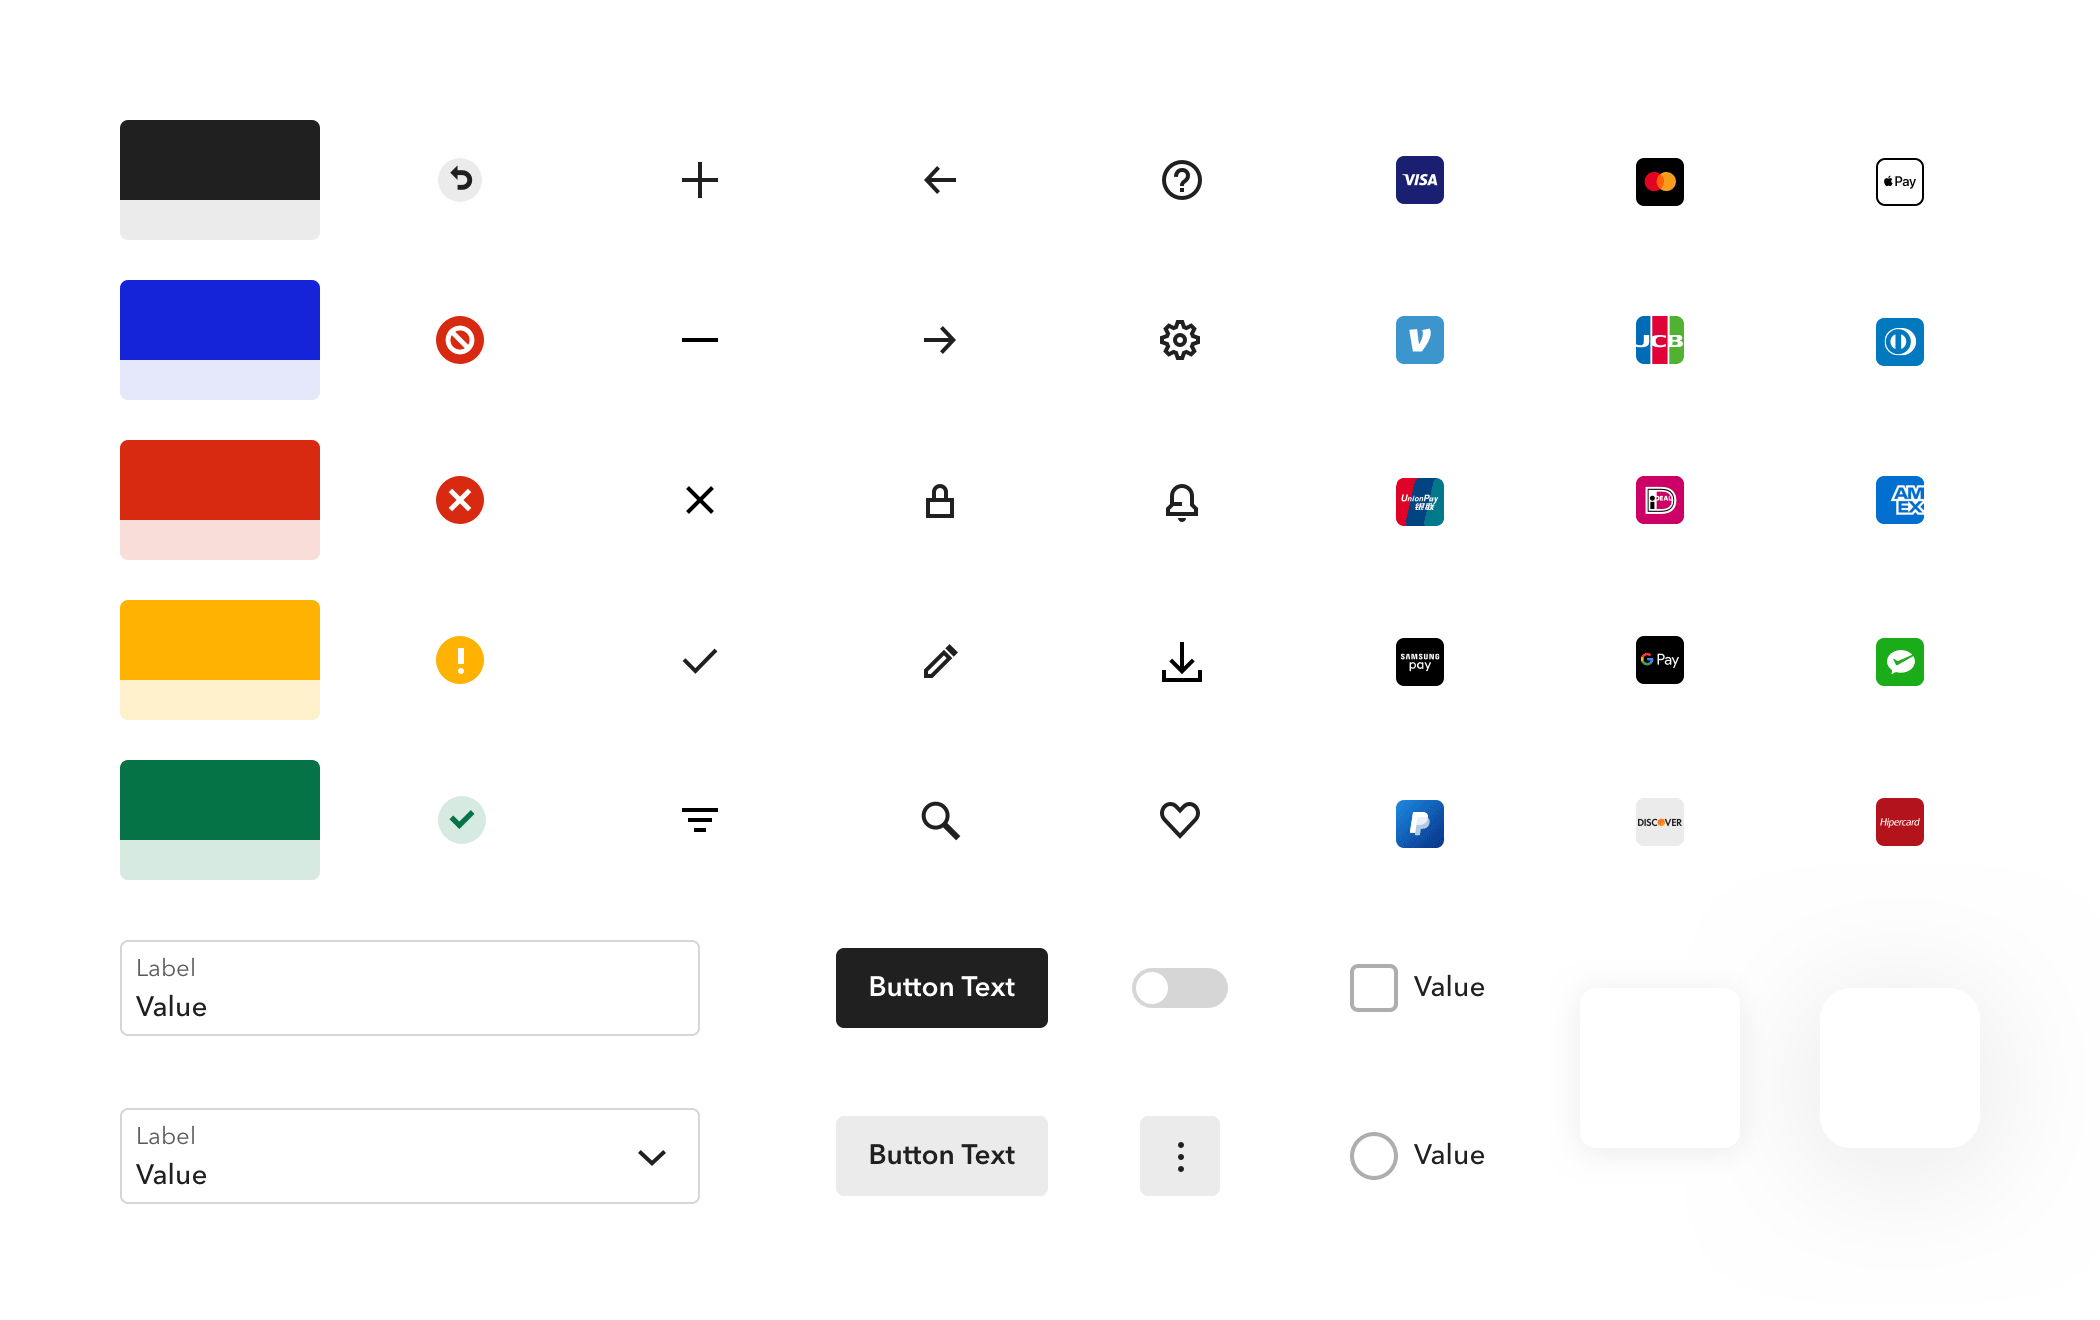 VISA
Pay
JCB
UnionPay
银联
iDEAL
AM
EX
SAMSUNG
pay
G Pay
DISCOVER
Hipercard
Label
Value
Button Text
Value
Label
Value
Button Text
Value